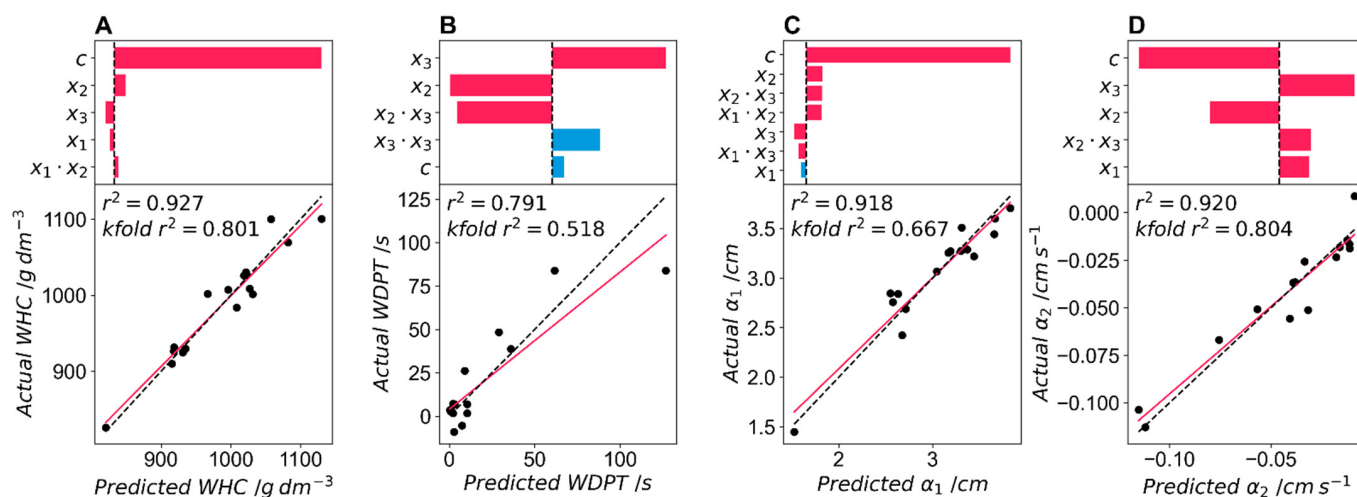 A
c
x₂
x₃
x₁
x₁ · x₂
r² = 0.927
kfold r² = 0.801
1100
1000
900
Actual WHC /g dm⁻³
900 1000 1100
Predicted WHC /g dm⁻³
B
x₃
x₂
x₂ · x₃
x₃ · x₃
c
r² = 0.791
kfold r² = 0.518
125
100
75
50
25
0
Actual WDPT /s
0 50 100
Predicted WDPT /s
C
c
x₂
x₂ · x₃
x₁ · x₂
x₃
x₁ · x₃
x₁
r² = 0.918
kfold r² = 0.667
3.5
3.0
2.5
2.0
1.5
Actual α₁ /cm
2 3
Predicted α₁ /cm
D
c
x₃
x₂
x₂ · x₃
x₁
r² = 0.920
kfold r² = 0.804
0.000
−0.025
−0.050
−0.075
−0.100
Actual α₂ /cm s⁻¹
−0.10 −0.05
Predicted α₂ /cm s⁻¹